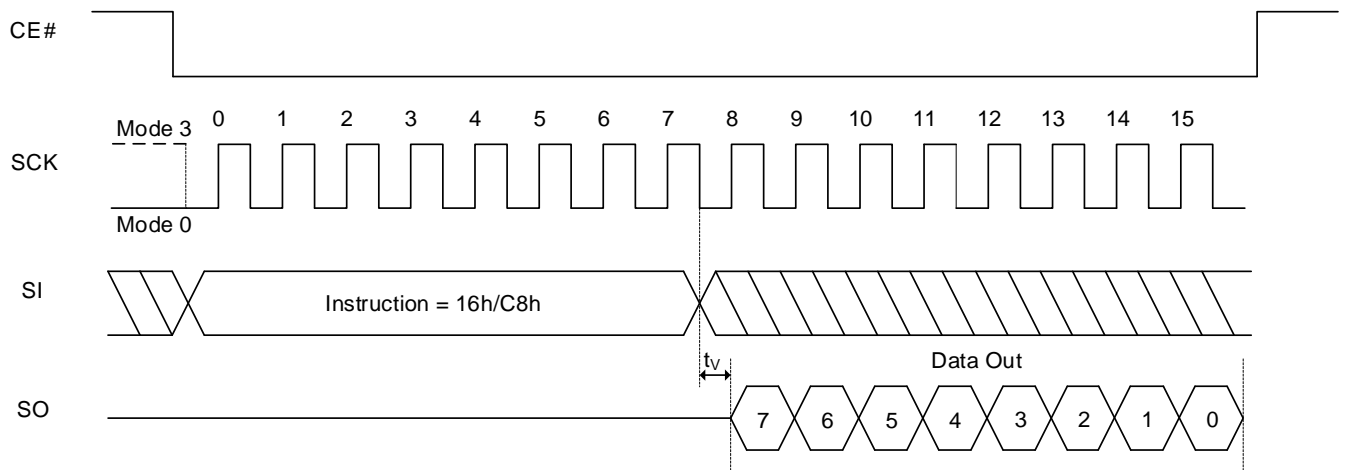 CE#
Mode 3
0 1 2 3 4 5 6 7 8 9 10 11 12 13 14 15
SCK
Mode 0
SI
Instruction = 16h/C8h
tV
Data Out
SO
7 6 5 4 3 2 1 0